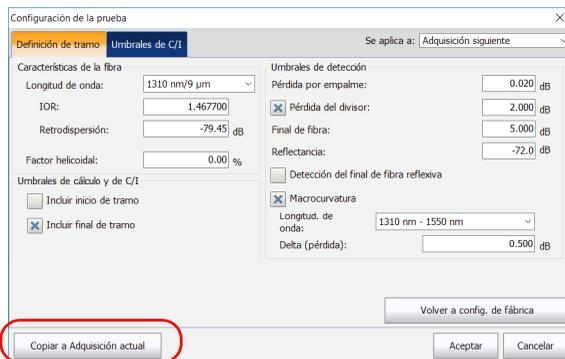 Configuración de la prueba
Definición de tramo Umbrales de C/I
Se aplica a: Adquisición siguiente
Características de la fibra
Longitud de onda: 1310 nm/9 µm
IOR: 1.467700
Retrodispersión: -79.45 dB
Factor helicoidal: 0.00 %
Umbrales de cálculo y de C/I
Incluir inicio de tramo
Incluir final de tramo
Umbrales de detección
Pérdida por empalme: 0.020 dB
Pérdida del divisor: 2.000 dB
Final de fibra: 5.000 dB
Reflectancia: -72.0 dB
Detección del final de fibra reflexiva
Macrocurvatura
Longitud. de
onda: 1310 nm - 1550 nm
Delta (pérdida): 0.500 dB
Volver a config. de fábrica
Copiar a Adquisición actual
Aceptar Cancelar